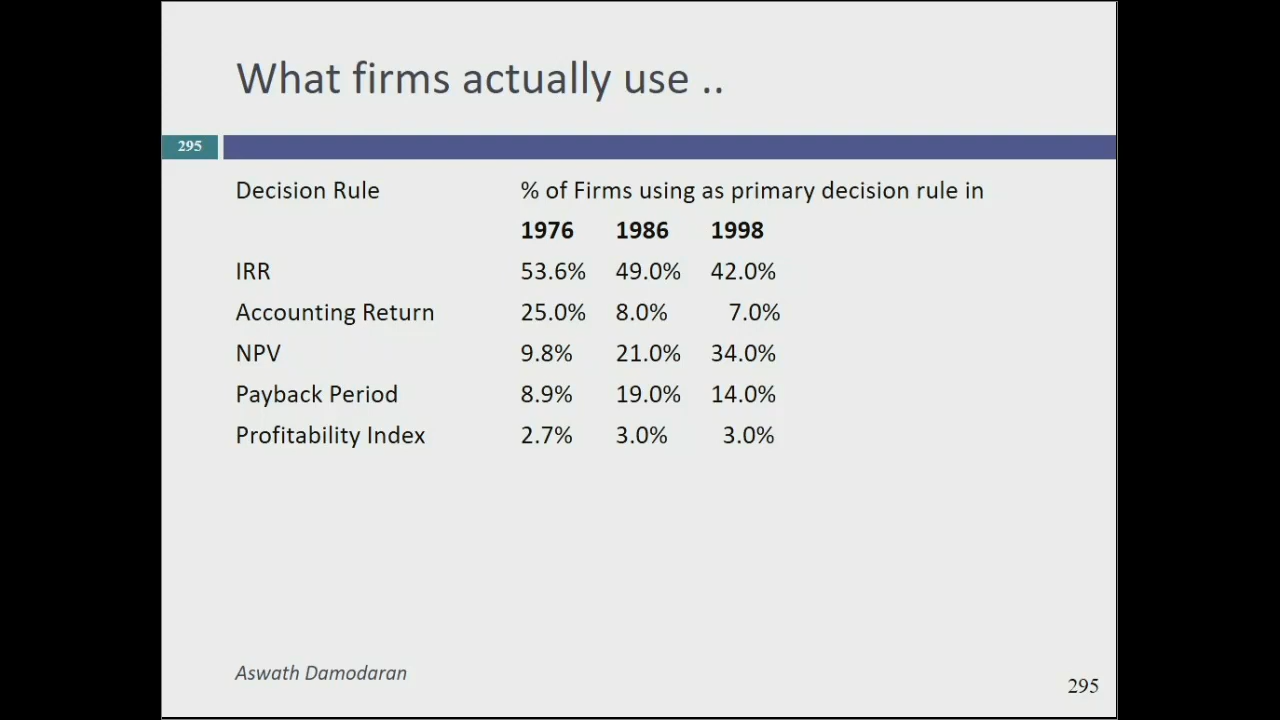 What firms actually use ..
295
Decision Rule % of Firms using as primary decision rule in
1976 1986 1998
IRR 53.6% 49.0% 42.0%
Accounting Return 25.0% 8.0% 7.0%
NPV 9.8% 21.0% 34.0%
Payback Period 8.9% 19.0% 14.0%
Profitability Index 2.7% 3.0% 3.0%
Aswath Damodaran
295